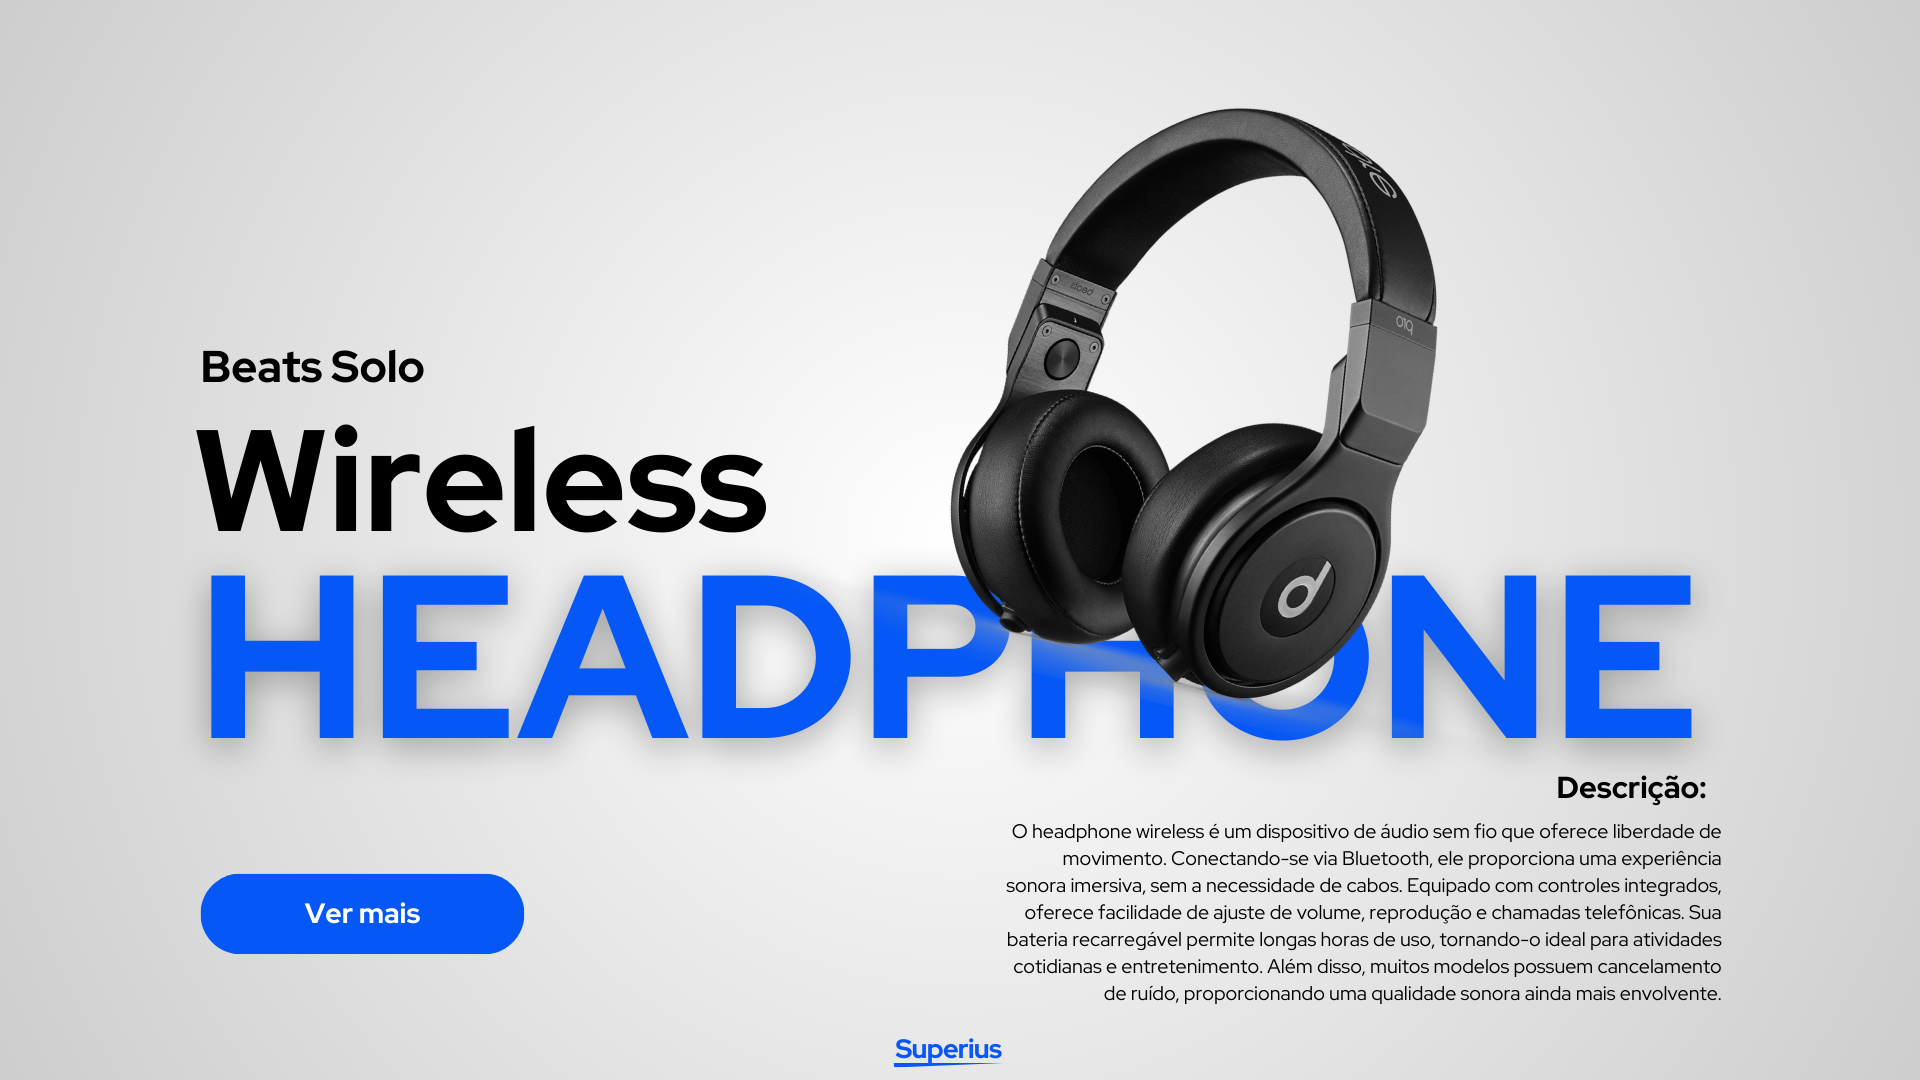 Beats Solo
Wireless
HEADPHONE
Descrição:
O headphone wireless é um dispositivo de áudio sem fio que oferece liberdade de
movimento. Conectando-se via Bluetooth, ele proporciona uma experiência
sonora imersiva, sem a necessidade de cabos. Equipado com controles integrados,
oferece facilidade de ajuste de volume, reprodução e chamadas telefônicas. Sua
bateria recarregável permite longas horas de uso, tornando-o ideal para atividades
cotidianas e entretenimento. Além disso, muitos modelos possuem cancelamento
de ruído, proporcionando uma qualidade sonora ainda mais envolvente.
Ver mais
Superius